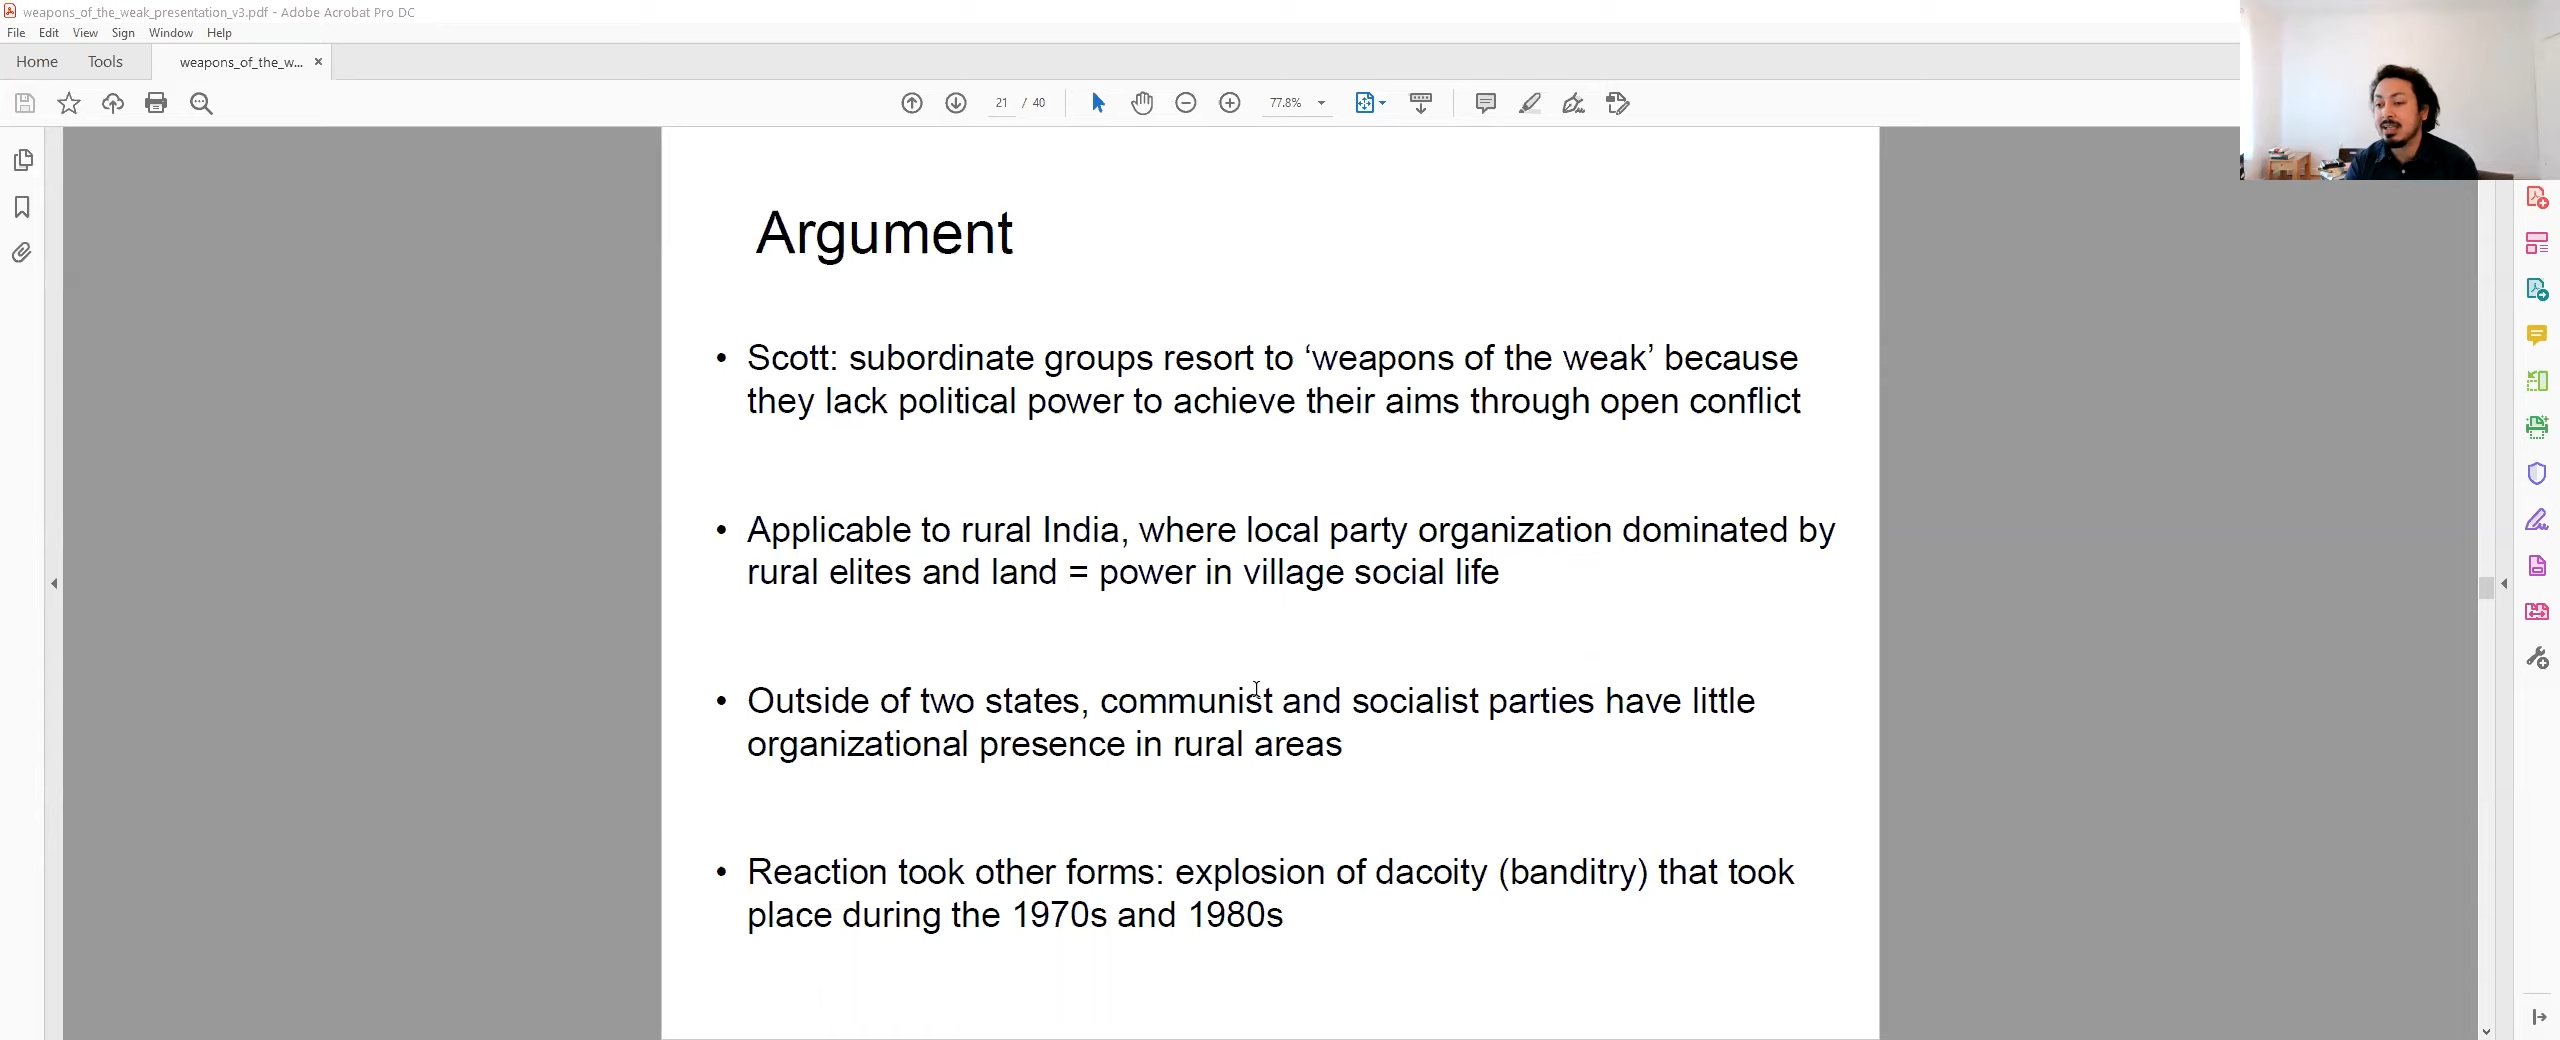 weapons_of_the_weak_presentation_v3.pdf - Adobe Acrobat Pro DC
File Edit View Sign Window Help
Home Tools weapons_of_the_w... ×
21 / 40 77.8%
Argument
• Scott: subordinate groups resort to ‘weapons of the weak’ because
they lack political power to achieve their aims through open conflict
• Applicable to rural India, where local party organization dominated by
rural elites and land = power in village social life
• Outside of two states, communist and socialist parties have little
organizational presence in rural areas
• Reaction took other forms: explosion of dacoity (banditry) that took
place during the 1970s and 1980s